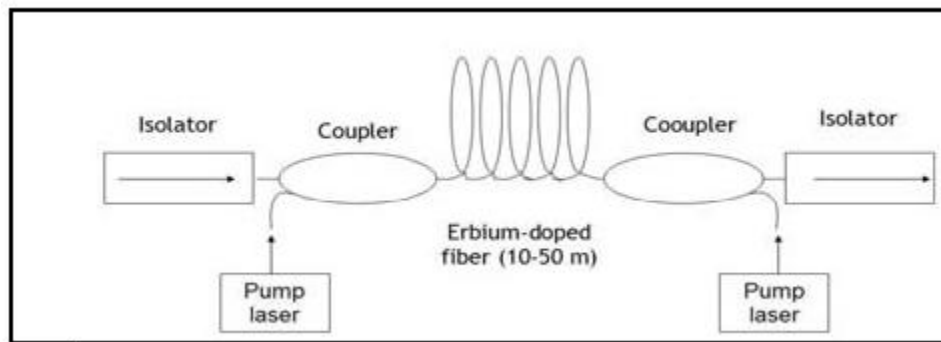 Isolator
Coupler
Cooupler
Isolator
Erbium-doped
fiber (10-50 m)
Pump
laser
Pump
laser